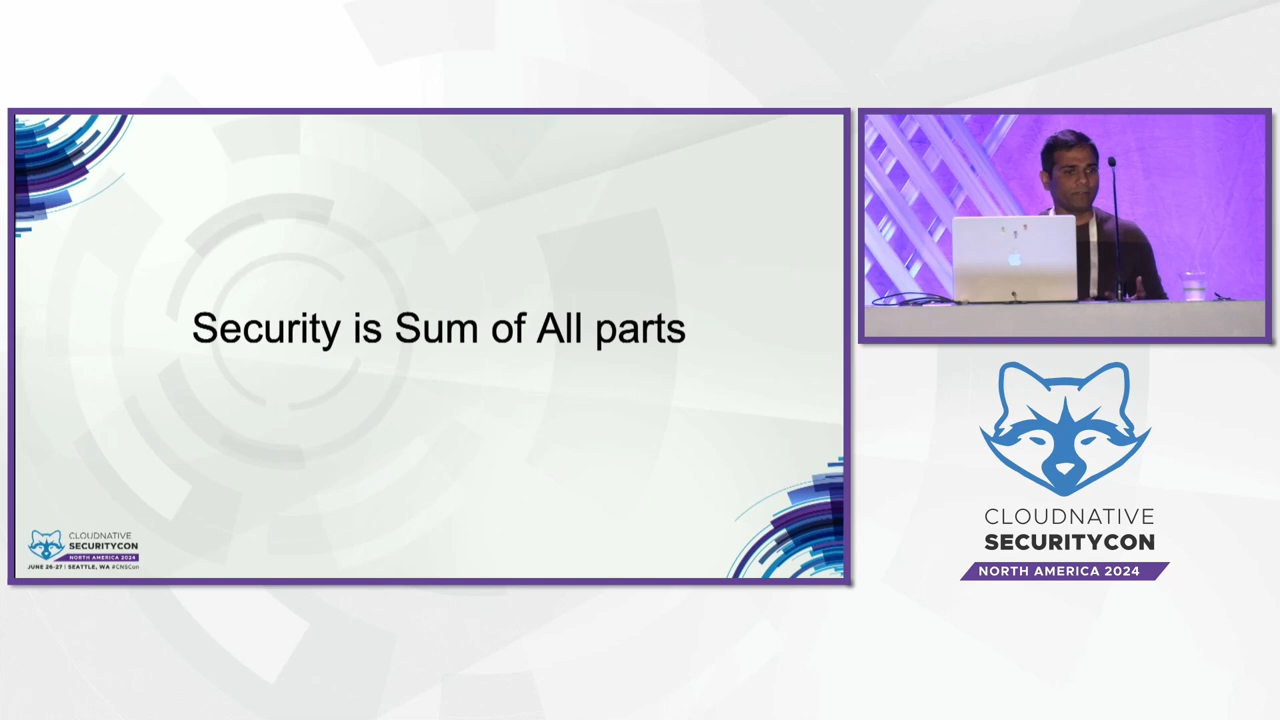 Security is Sum of All parts
CLOUDNATIVE
SECURITYCON
NORTH AMERICA 2024
JUNE 26-27 | SEATTLE, WA #CNSCon
CLOUDNATIVE
SECURITYCON
NORTH AMERICA 2024